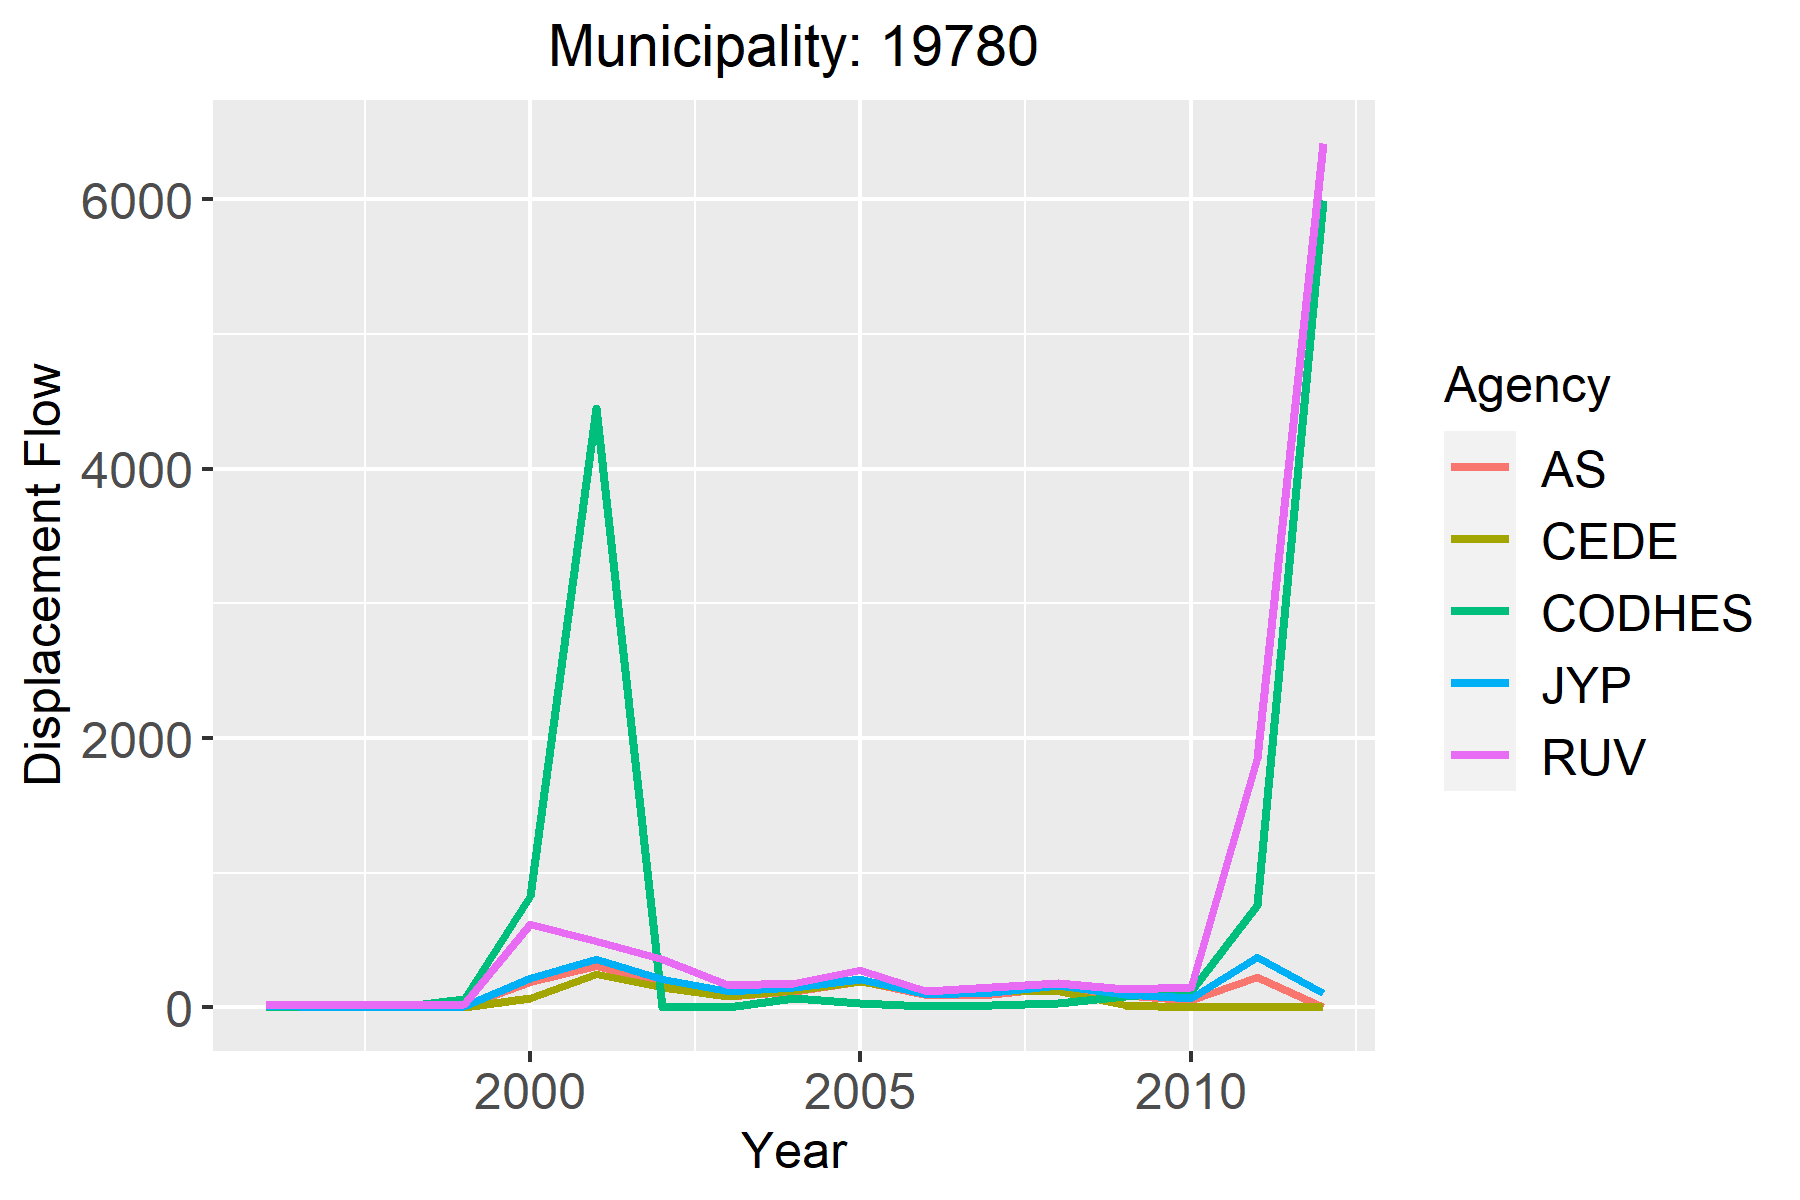 Municipality: 19780
Displacement Flow
6000
4000
2000
0
2000 2005 2010
Year
Agency
AS
CEDE
CODHES
JYP
RUV